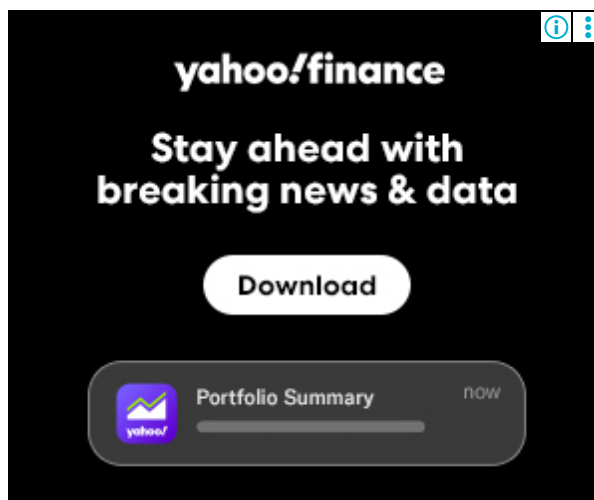 yahoo!finance
Stay ahead with
breaking news & data
Download
Portfolio Summary
now
yahoo!